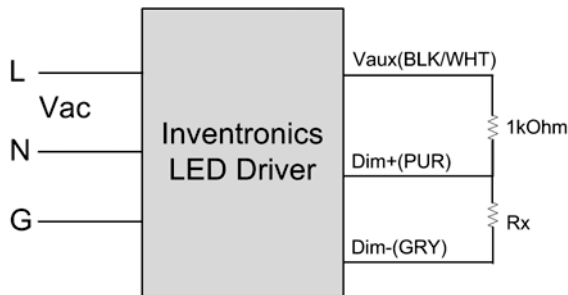 L
Vac
N
G
Inventronics
LED Driver
Vaux(BLK/WHT)
1kOhm
Dim+(PUR)
Rx
Dim-(GRY)